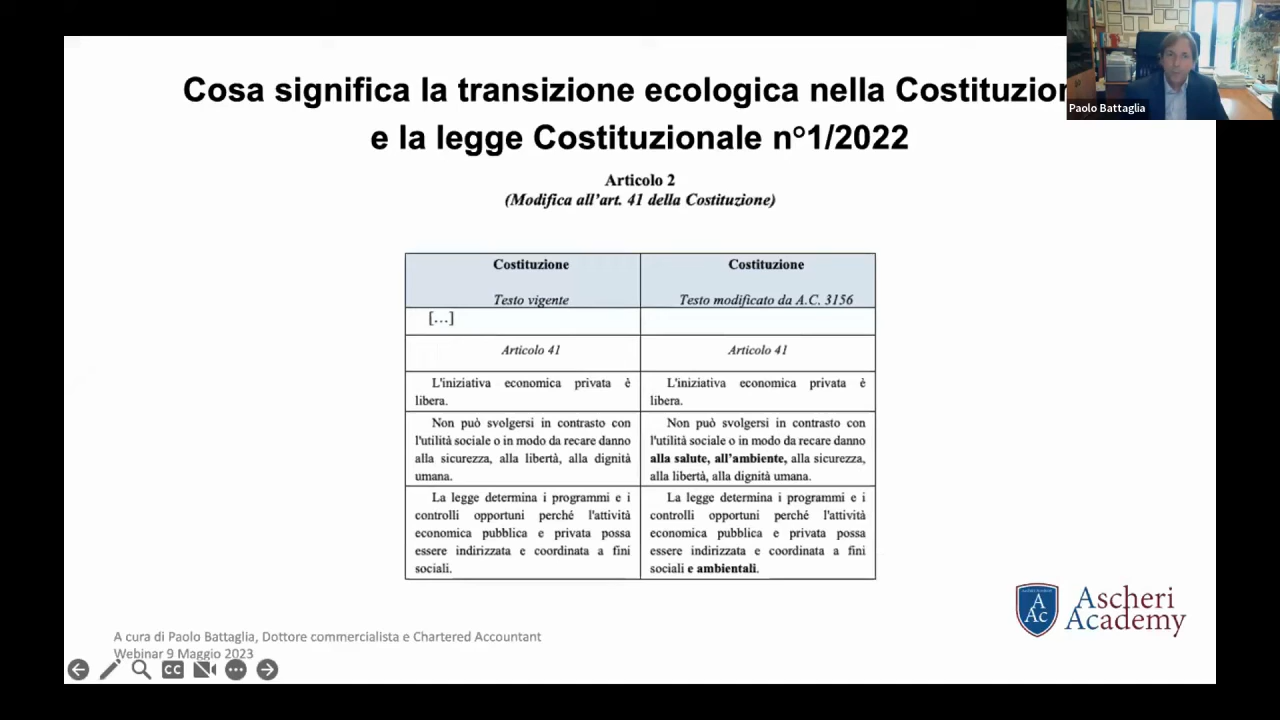 Cosa significa la transizione ecologica nella Costituzion
e la legge Costituzionale n°1/2022
Paolo Battaglia
Articolo 2
(Modifica all'art. 41 della Costituzione)
Costituzione
Testo vigente
Costituzione
Testo modificato da A.C. 3156
[…]
Articolo 41
Articolo 41
L'iniziativa economica privata è
libera.
L'iniziativa economica privata è
libera.
Non può svolgersi in contrasto con
l'utilità sociale o in modo da recare danno
alla sicurezza, alla libertà, alla dignità
umana.
Non può svolgersi in contrasto con
l'utilità sociale o in modo da recare danno
alla salute, all'ambiente, alla sicurezza,
alla libertà, alla dignità umana.
La legge determina i programmi e i
controlli opportuni perché l'attività
economica pubblica e privata possa
essere indirizzata e coordinata a fini
sociali.
La legge determina i programmi e i
controlli opportuni perché l'attività
economica pubblica e privata possa
essere indirizzata e coordinata a fini
sociali e ambientali.
A
Ac
Ascheri
Academy
A cura di Paolo Battaglia, Dottore commercialista e Chartered Accountant
Webinar 9 Maggio 2023
CC